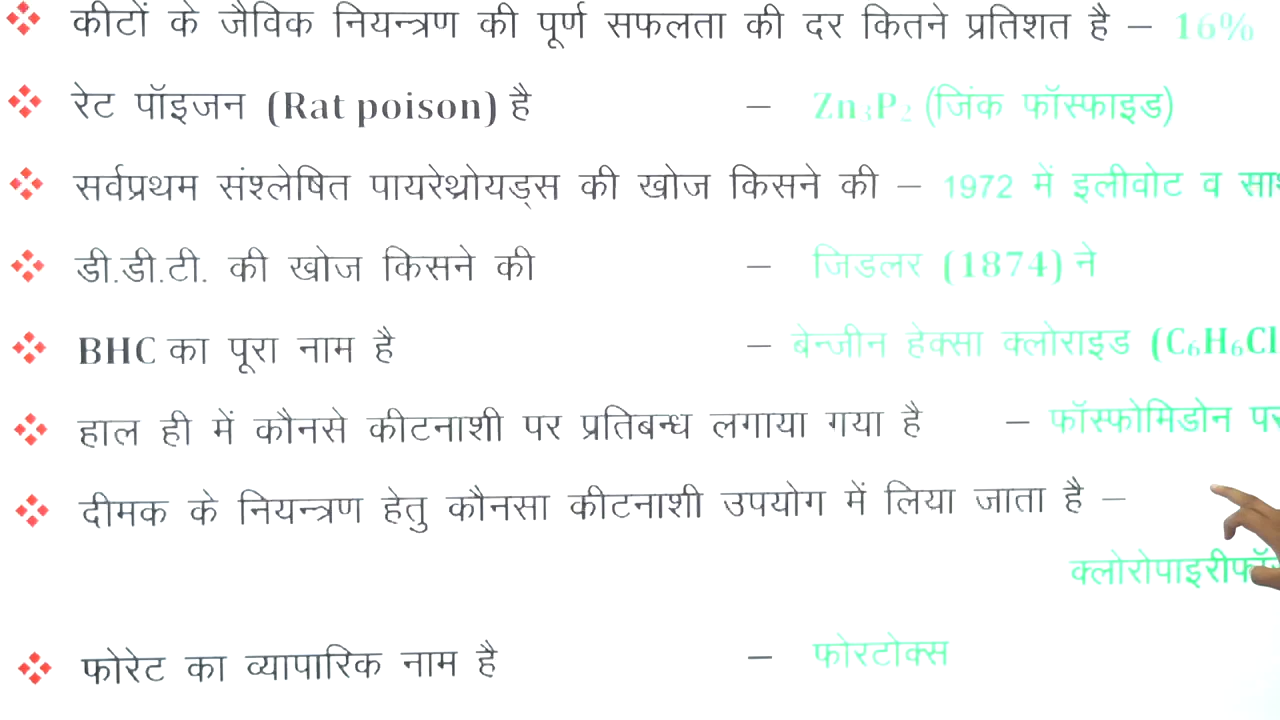 कीटों के जैविक नियन्त्रण की पूर्ण सफलता की दर कितने प्रतिशत है – 16%
रेट पॉइजन (Rat poison) है – Zn₃P₂ (जिंक फॉस्फाइड)
सर्वप्रथम संश्लेषित पायरेथ्रोयड्स की खोज किसने की – 1972 में इलीवोट व
डी.डी.टी. की खोज किसने की – जिडलर (1874) ने
BHC का पूरा नाम है – बेन्जीन हेक्सा क्लोराइड (C₆H₆Cl
हाल ही में कौनसे कीटनाशी पर प्रतिबन्ध लगाया गया है – फॉस्फोमिडोन पर
दीमक के नियन्त्रण हेतु कौनसा कीटनाशी उपयोग में लिया जाता है –
फोरेट का व्यापारिक नाम है – फोरटोक्स